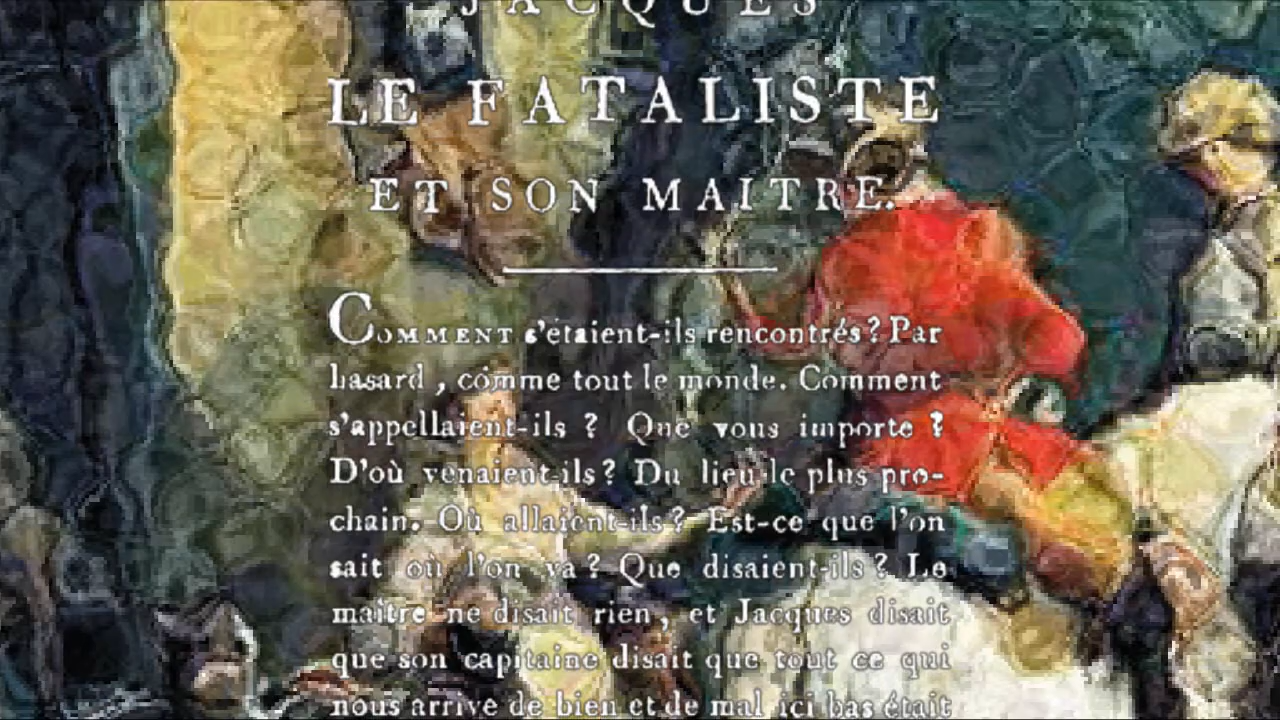 JACQUES
LE FATALISTE
ET SON MAITRE.
COMMENT s'étaient-ils rencontrés ? Par
hasard , comme tout le monde. Comment
s'appellaient-ils ? Que vous importe ?
D'où venaient-ils ? Du lieu le plus pro-
chain. Où allaient-ils ? Est-ce que l'on
sait où l'on va ? Que disaient-ils ? Le
maître ne disait rien , et Jacques disait
que son capitaine disait que tout ce qui
nous arrive de bien et de mal ici bas était